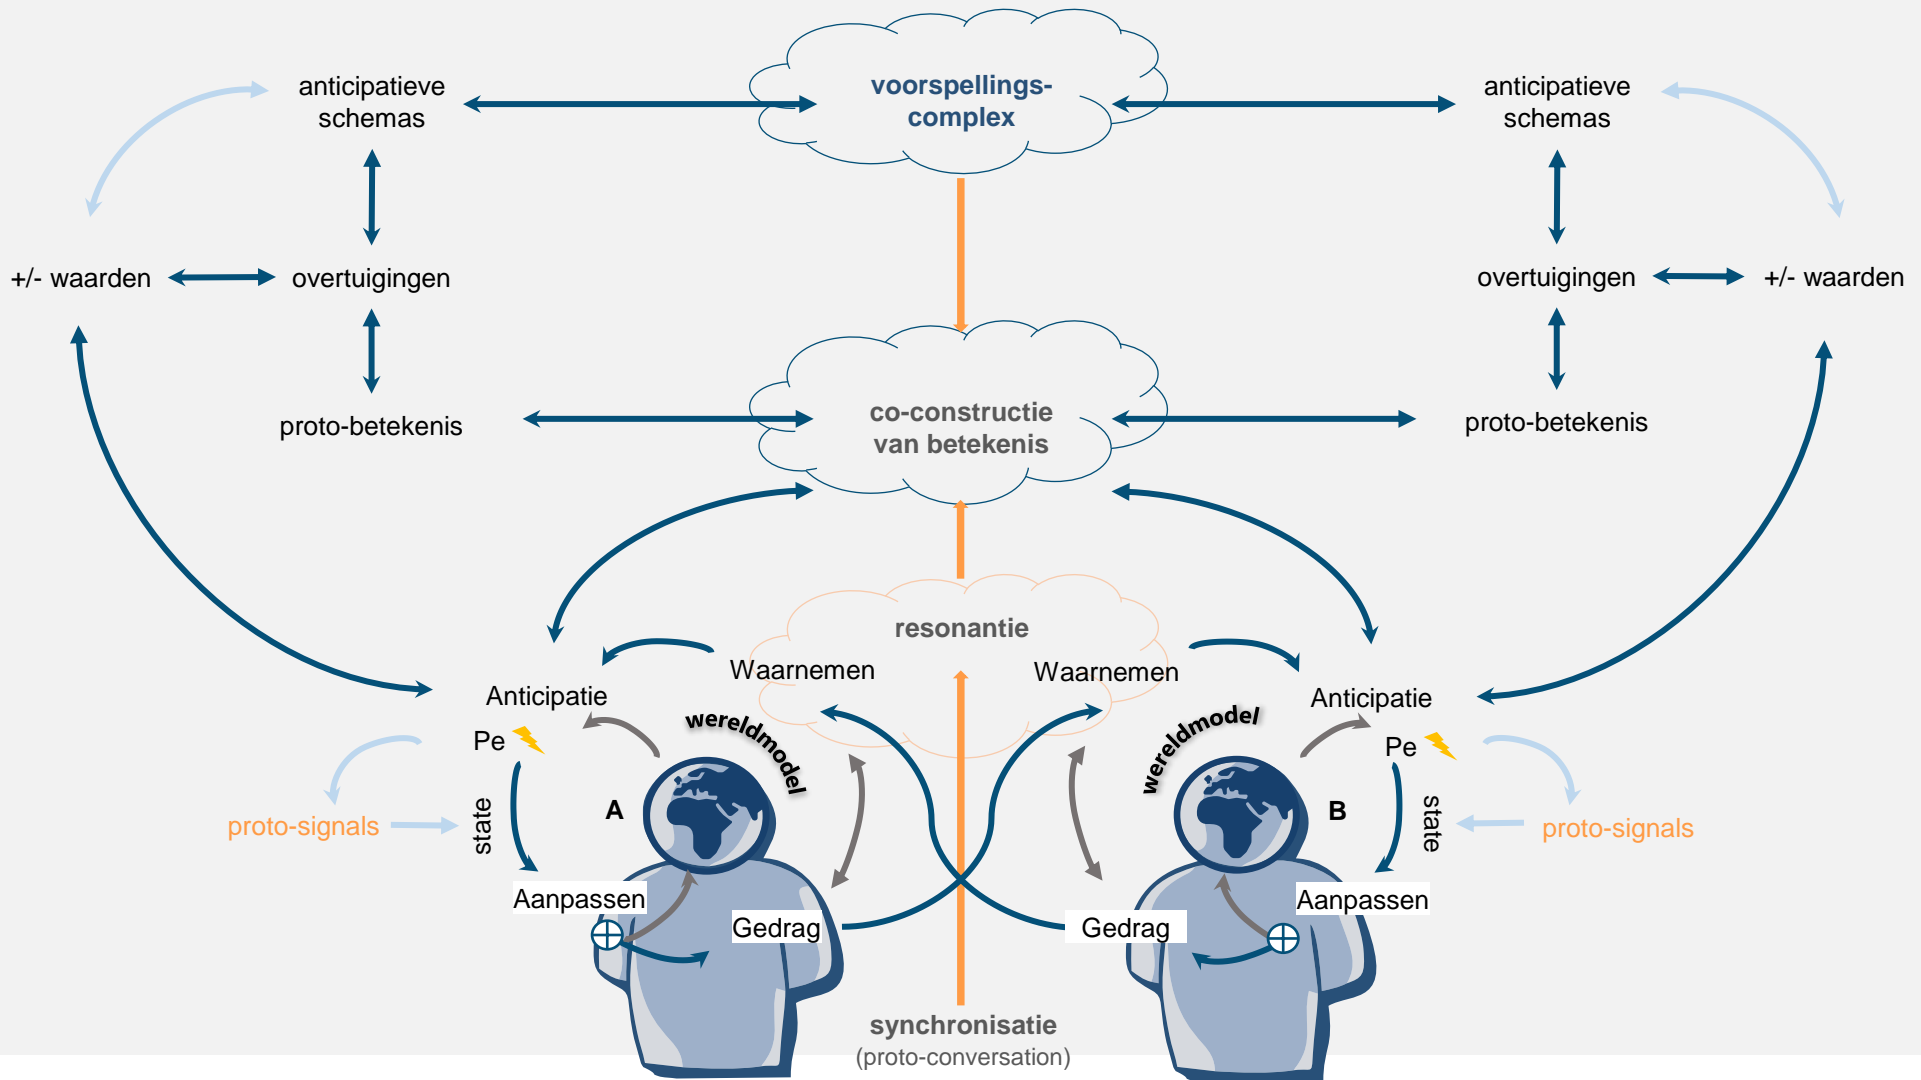 voorspellings-
complex
anticipatieve
schemas
anticipatieve
schemas
+/- waarden
overtuigingen
overtuigingen
+/- waarden
proto-betekenis
co-constructie
van betekenis
proto-betekenis
resonantie
Waarnemen
Waarnemen
Anticipatie
Anticipatie
wereldmodel
wereldmodel
Pe
Pe
A
B
proto-signals
state
state
proto-signals
Aanpassen
Aanpassen
Gedrag
Gedrag
synchronisatie
(proto-conversation)